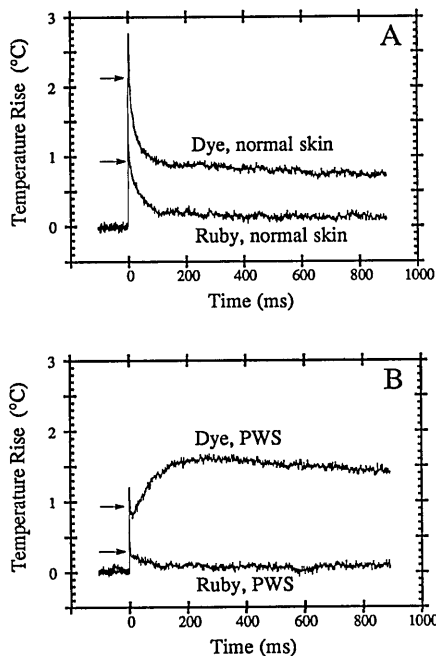 A
Temperature Rise (°C)
3
2
1
0
Dye, normal skin
Ruby, normal skin
0 200 400 600 800 1000
Time (ms)
B
Temperature Rise (°C)
3
2
1
0
Dye, PWS
Ruby, PWS
0 200 400 600 800 1000
Time (ms)